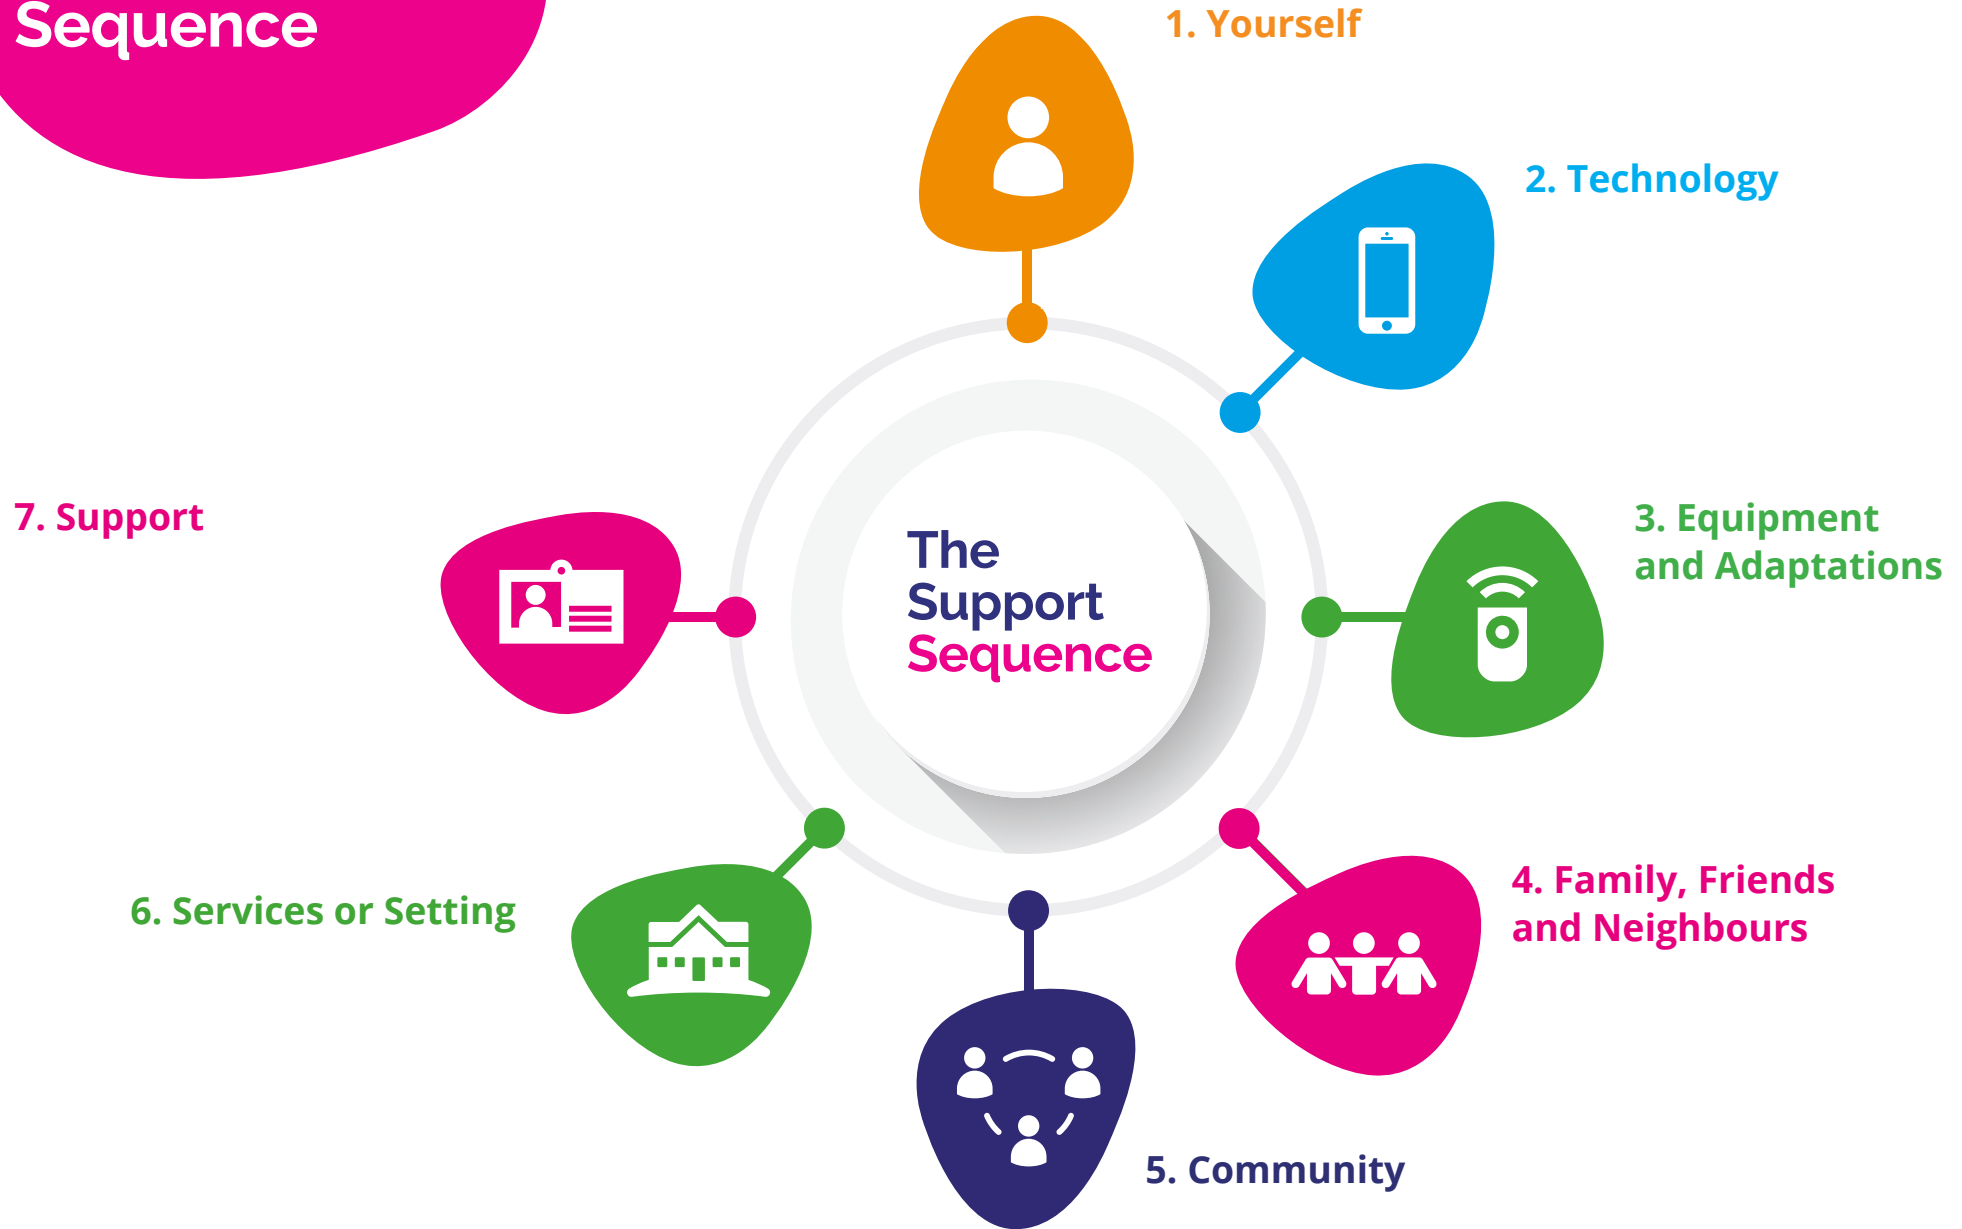 Sequence
1. Yourself
2. Technology
3. Equipment
and Adaptations
4. Family, Friends
and Neighbours
5. Community
6. Services or Setting
7. Support
The
Support
Sequence